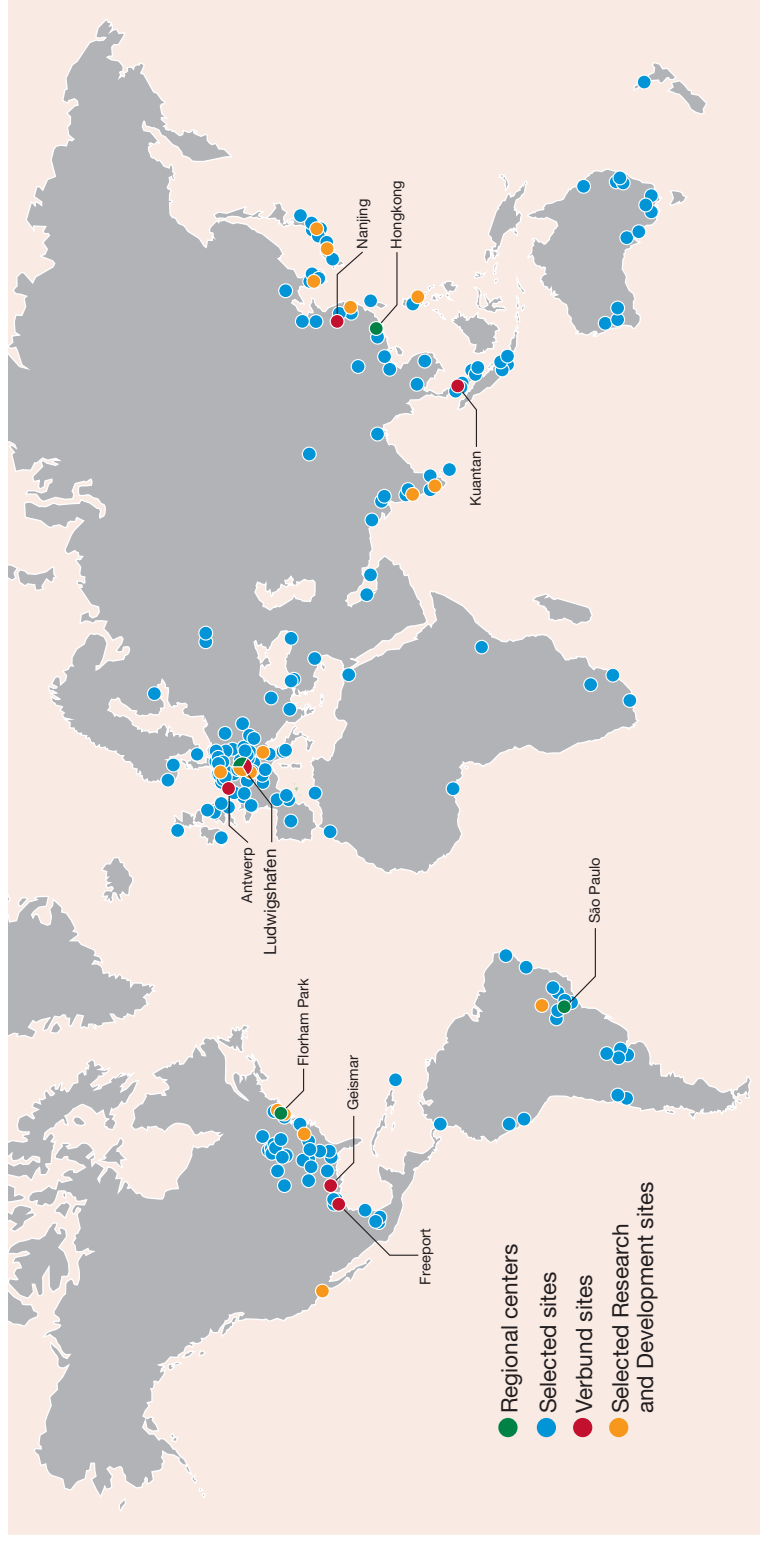 Nanjing
Hongkong
Kuantan
Antwerp
Ludwigshafen
Florham Park
Geismar
Freeport
São Paulo
Regional centers
Selected sites
Verbund sites
Selected Research
and Development sites